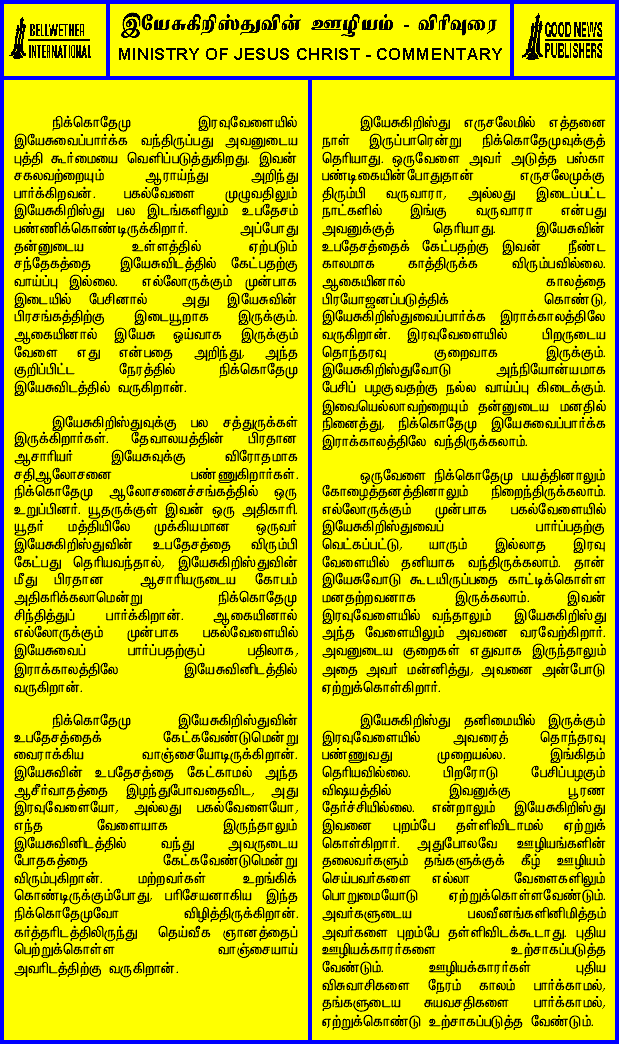 BELLWETHER
INTERNATIONAL
இயேசுகிறிஸ்துவின் ஊழியம் - விரிவுரை
MINISTRY OF JESUS CHRIST - COMMENTARY
GOOD NEWS
PUBLISHERS
நிக்கொதேமு இரவுவேளையில்
இயேசுவைப்பார்க்க வந்திருப்பது அவனுடைய
புத்தி கூர்மையை வெளிப்படுத்துகிறது. இவன்
சகலவற்றையும் ஆராய்ந்து அறிந்து
பார்க்கிறவன். பகல்வேளை முழுவதிலும்
இயேசுகிறிஸ்து பல இடங்களிலும் உபதேசம்
பண்ணிக்கொண்டிருக்கிறார். அப்போது
தன்னுடைய உள்ளத்தில் ஏற்படும்
சந்தேகத்தை இயேசுவிடத்தில் கேட்பதற்கு
வாய்ப்பு இல்லை. எல்லோருக்கும் முன்பாக
இடையில் பேசினால் அது இயேசுவின்
பிரசங்கத்திற்கு இடையூறாக இருக்கும்.
ஆகையினால் இயேசு ஓய்வாக இருக்கும்
வேளை எது என்பதை அறிந்து, அந்த
குறிப்பிட்ட நேரத்தில் நிக்கொதேமு
இயேசுவிடத்தில் வருகிறான்.
இயேசுகிறிஸ்துவுக்கு பல சத்துருக்கள்
இருக்கிறார்கள். தேவாலயத்தின் பிரதான
ஆசாரியர் இயேசுவுக்கு விரோதமாக
சதிஆலோசனை பண்ணுகிறார்கள்.
நிக்கொதேமு ஆலோசனைச்சங்கத்தில் ஒரு
உறுப்பினர். யூதருக்குள் இவன் ஒரு அதிகாரி.
யூதர் மத்தியிலே முக்கியமான ஒருவர்
இயேசுகிறிஸ்துவின் உபதேசத்தை விரும்பி
கேட்பது தெரியவந்தால், இயேசுகிறிஸ்துவின்
மீது பிரதான ஆசாரியருடைய கோபம்
அதிகரிக்கலாமென்று நிக்கொதேமு
சிந்தித்துப் பார்க்கிறான். ஆகையினால்
எல்லோருக்கும் முன்பாக பகல்வேளையில்
இயேசுவைப் பார்ப்பதற்குப் பதிலாக,
இராக்காலத்திலே இயேசுவினிடத்தில்
வருகிறான்.
நிக்கொதேமு இயேசுகிறிஸ்துவின்
உபதேசத்தைக் கேட்கவேண்டுமென்று
வைராக்கிய வாஞ்சையோடிருக்கிறான்.
இயேசுவின் உபதேசத்தை கேட்காமல் அந்த
ஆசீர்வாதத்தை இழந்துபோவதைவிட, அது
இரவுவேளையோ, அல்லது பகல்வேளையோ,
எந்த வேளையாக இருந்தாலும்
இயேசுவினிடத்தில் வந்து அவருடைய
போதகத்தை கேட்கவேண்டுமென்று
விரும்புகிறான். மற்றவர்கள் உறங்கிக்
கொண்டிருக்கும்போது, பரிசேயனாகிய இந்த
நிக்கொதேமுவோ விழித்திருக்கிறான்.
கர்த்தரிடத்திலிருந்து தெய்வீக ஞானத்தைப்
பெற்றுக்கொள்ள வாஞ்சையாய்
அவரிடத்திற்கு வருகிறான்.
இயேசுகிறிஸ்து எருசலேமில் எத்தனை
நாள் இருப்பாரென்று நிக்கொதேமுவுக்குத்
தெரியாது. ஒருவேளை அவர் அடுத்த பஸ்கா
பண்டிகையின்போதுதான் எருசலேமுக்கு
திரும்பி வருவாரா, அல்லது இடைப்பட்ட
நாட்களில் இங்கு வருவாரா என்பது
அவனுக்குத் தெரியாது. இயேசுவின்
உபதேசத்தைக் கேட்பதற்கு இவன் நீண்ட
காலமாக காத்திருக்க விரும்பவில்லை.
ஆகையினால் காலத்தை
பிரயோஜனப்படுத்திக் கொண்டு,
இயேசுகிறிஸ்துவைப்பார்க்க இராக்காலத்திலே
வருகிறான். இரவுவேளையில் பிறருடைய
தொந்தரவு குறைவாக இருக்கும்.
இயேசுகிறிஸ்துவோடு அந்நியோன்யமாக
பேசிப் பழகுவதற்கு நல்ல வாய்ப்பு கிடைக்கும்.
இவையெல்லாவற்றையும் தன்னுடைய மனதில்
நினைத்து, நிக்கொதேமு இயேசுவைப்பார்க்க
இராக்காலத்திலே வந்திருக்கலாம்.
ஒருவேளை நிக்கொதேமு பயத்தினாலும்
கோழைத்தனத்தினாலும் நிறைந்திருக்கலாம்.
எல்லோருக்கும் முன்பாக பகல்வேளையில்
இயேசுகிறிஸ்துவைப் பார்ப்பதற்கு
வெட்கப்பட்டு, யாரும் இல்லாத இரவு
வேளையில் தனியாக வந்திருக்கலாம். தான்
இயேசுவோடு கூடயிருப்பதை காட்டிக்கொள்ள
மனதற்றவனாக இருக்கலாம். இவன்
இரவுவேளையில் வந்தாலும் இயேசுகிறிஸ்து
அந்த வேளையிலும் அவனை வரவேற்கிறார்.
அவனுடைய குறைகள் எதுவாக இருந்தாலும்
அதை அவர் மன்னித்து, அவனை அன்போடு
ஏற்றுக்கொள்கிறார்.
இயேசுகிறிஸ்து தனிமையில் இருக்கும்
இரவுவேளையில் அவரைத் தொந்தரவு
பண்ணுவது முறையல்ல. இங்கிதம்
தெரியவில்லை. பிறரோடு பேசிப்பழகும்
விஷயத்தில் இவனுக்கு பூரண
தேர்ச்சியில்லை. என்றாலும் இயேசுகிறிஸ்து
இவனை புறம்பே தள்ளிவிடாமல் ஏற்றுக்
கொள்கிறார். அதுபோலவே ஊழியங்களின்
தலைவர்களும் தங்களுக்குக் கீழ் ஊழியம்
செய்பவர்களை எல்லா வேளைகளிலும்
பொறுமையோடு ஏற்றுக்கொள்ளவேண்டும்.
அவர்களுடைய பலவீனங்களினிமித்தம்
அவர்களை புறம்பே தள்ளிவிடக்கூடாது. புதிய
ஊழியக்காரர்களை உற்சாகப்படுத்த
வேண்டும். ஊழியக்காரர்கள் புதிய
விசுவாசிகளை நேரம் காலம் பார்க்காமல்,
தங்களுடைய சுயவசதிகளை பார்க்காமல்,
ஏற்றுக்கொண்டு உற்சாகப்படுத்த வேண்டும்.